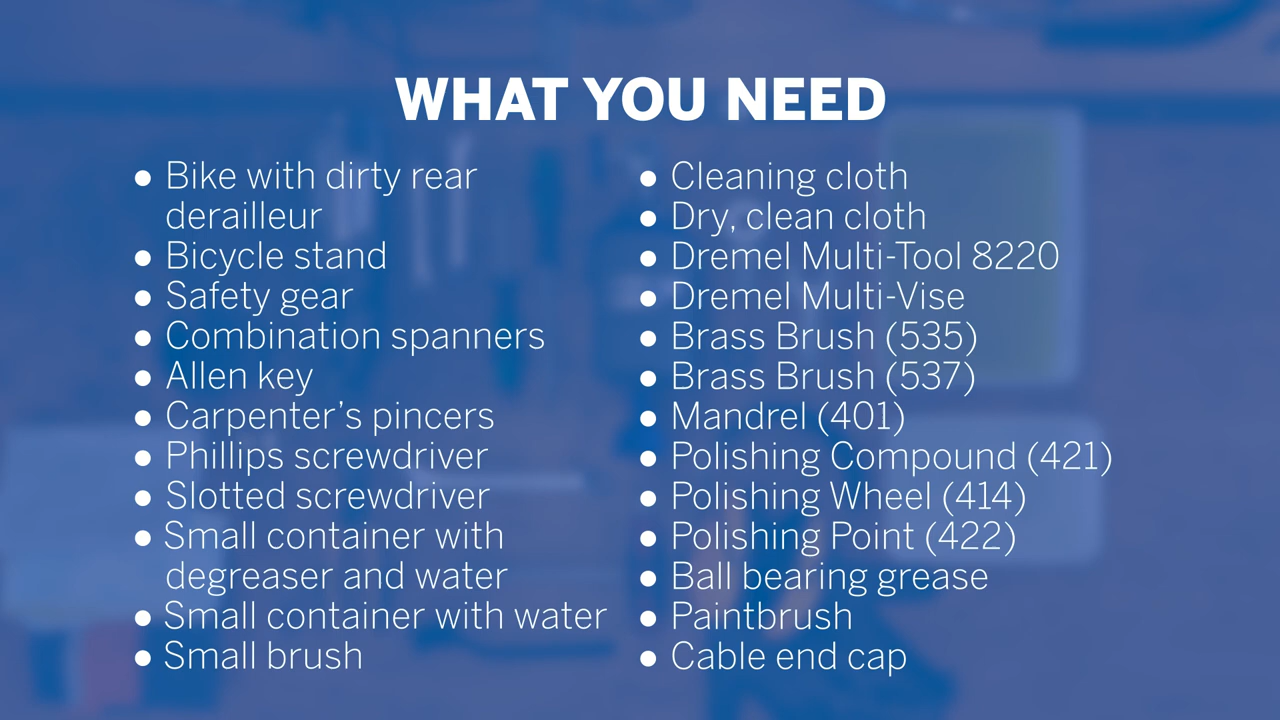 WHAT YOU NEED
● Bike with dirty rear
derailleur
● Bicycle stand
● Safety gear
● Combination spanners
● Allen key
● Carpenter’s pincers
● Phillips screwdriver
● Slotted screwdriver
● Small container with
degreaser and water
● Small container with water
● Small brush
● Cleaning cloth
● Dry, clean cloth
● Dremel Multi-Tool 8220
● Dremel Multi-Vise
● Brass Brush (535)
● Brass Brush (537)
● Mandrel (401)
● Polishing Compound (421)
● Polishing Wheel (414)
● Polishing Point (422)
● Ball bearing grease
● Paintbrush
● Cable end cap